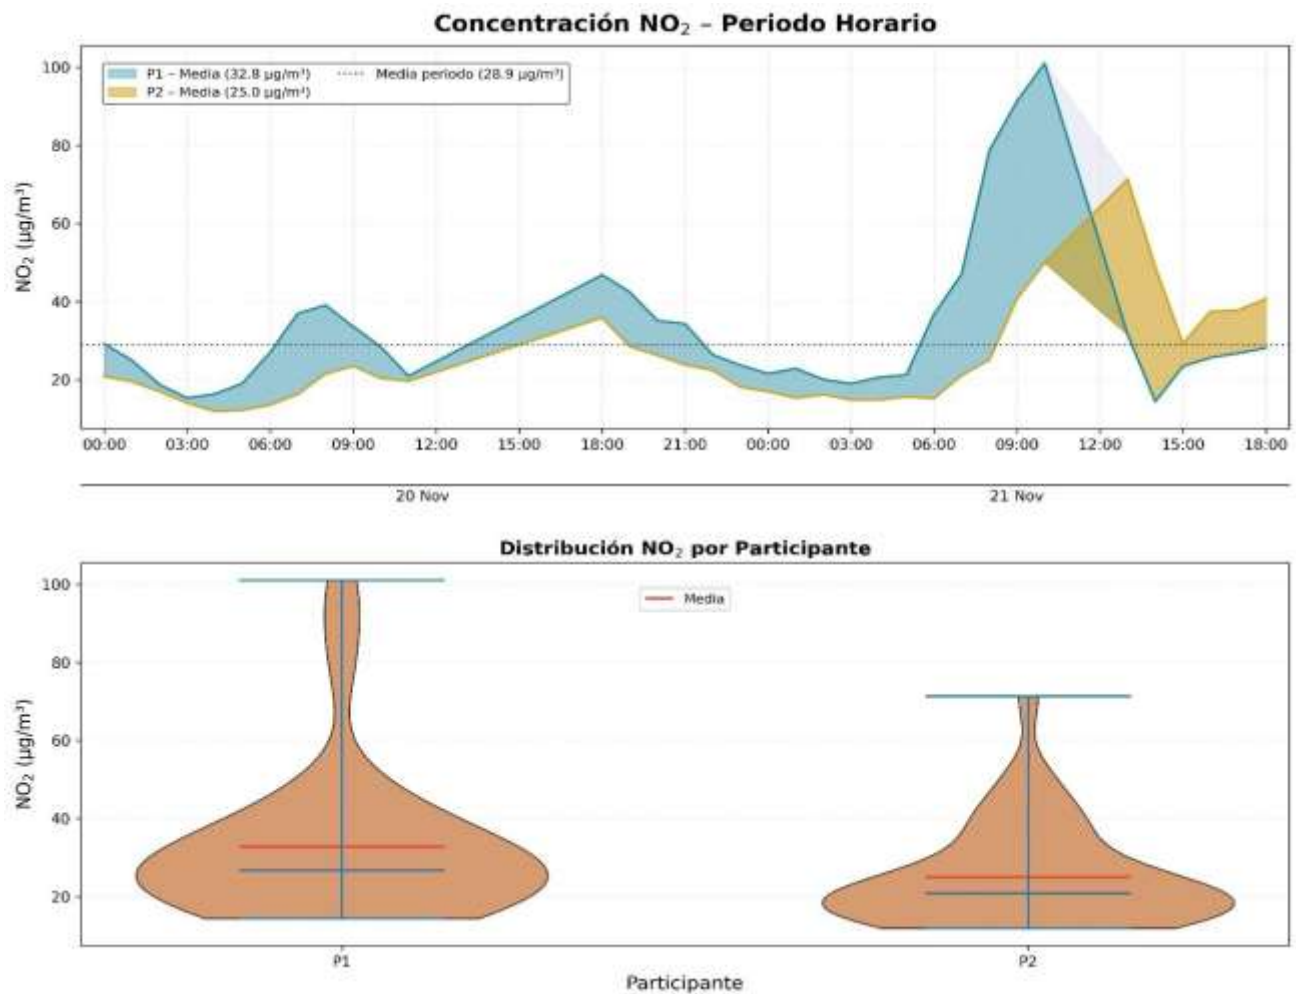 Concentración NO₂ – Periodo Horario
P1 – Media (32.8 µg/m³)
P2 – Media (25.0 µg/m³)
Media periodo (28.9 µg/m³)
NO₂ (µg/m³)
100
80
60
40
20
00:00 03:00 06:00 09:00 12:00 15:00 18:00 21:00 00:00 03:00 06:00 09:00 12:00 15:00 18:00
20 Nov 21 Nov
Distribución NO₂ por Participante
Media
NO₂ (µg/m³)
100
80
60
40
20
P1 P2
Participante